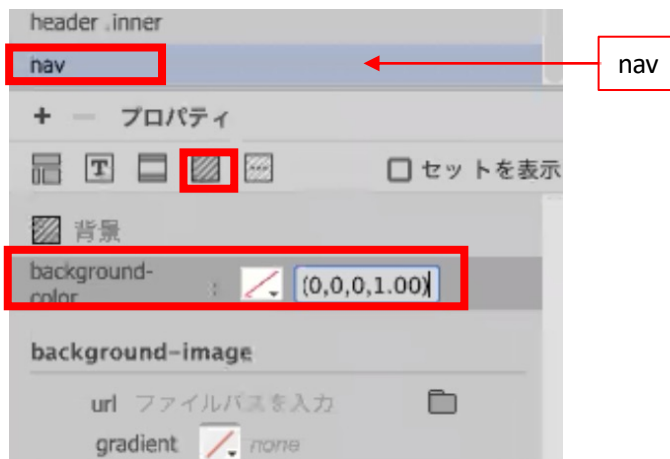 header .inner
nav
nav
+ − プロパティ
T
セットを表示
背景
background-
color : (0,0,0,1.00)
background-image
url ファイルパスを入力
gradient none